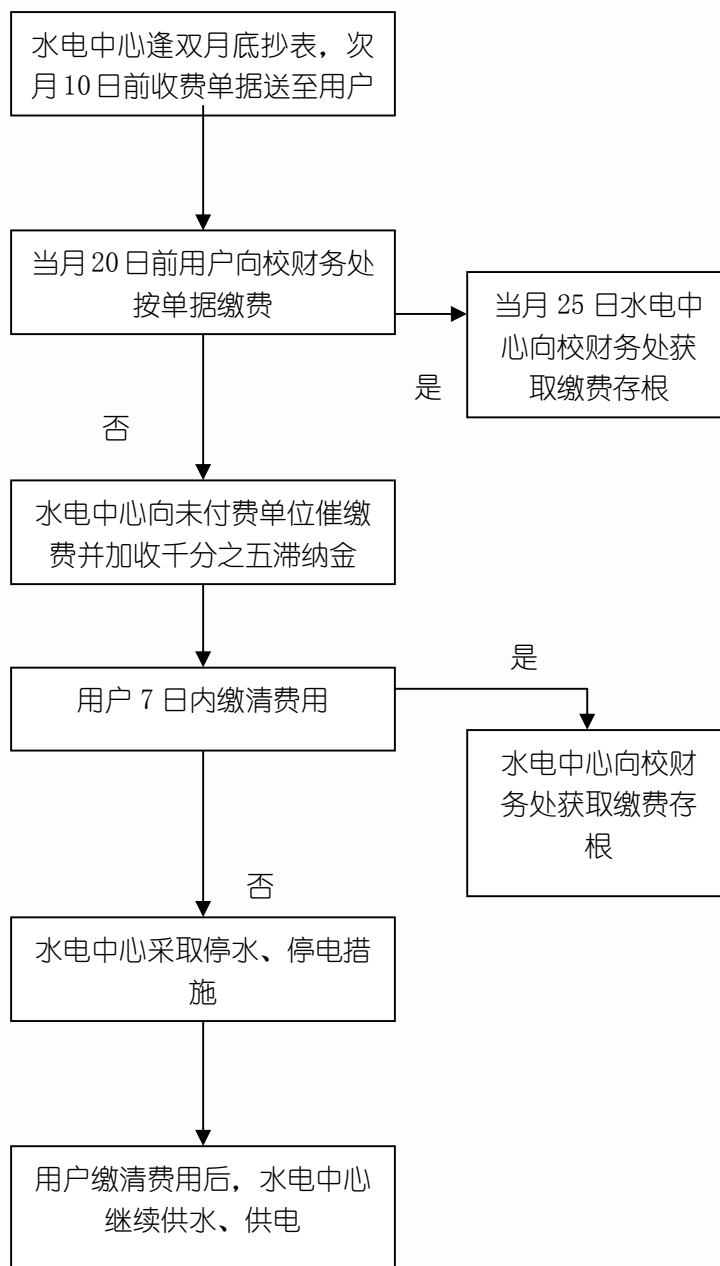 水电中心逢双月底抄表，次
月10日前收费单据送至用户
当月20日前用户向校财务处
按单据缴费
当月 25 日水电中
心向校财务处获
取缴费存根
是
否
水电中心向未付费单位催缴
费并加收千分之五滞纳金
用户 7 日内缴清费用
是
水电中心向校财
务处获取缴费存
根
否
水电中心采取停水、停电措
施
用户缴清费用后，水电中心
继续供水、供电